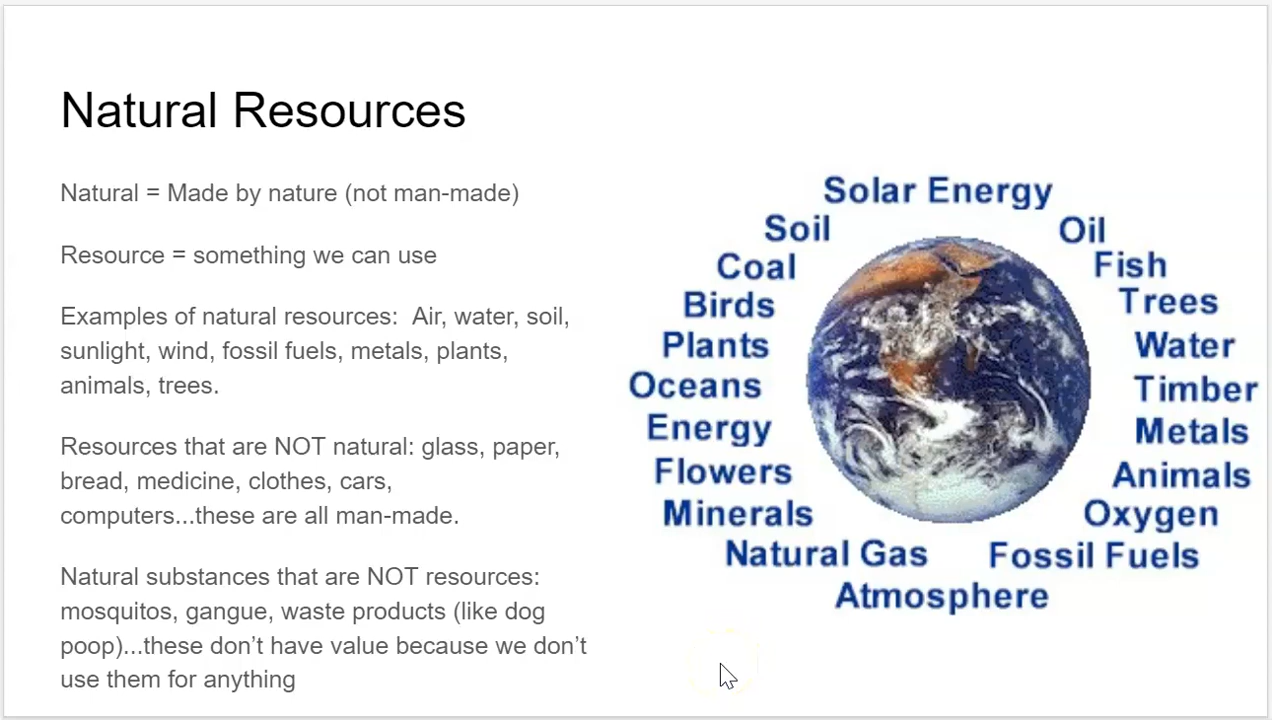 Natural Resources
Natural = Made by nature (not man-made)
Resource = something we can use
Examples of natural resources:  Air, water, soil,
sunlight, wind, fossil fuels, metals, plants,
animals, trees.
Resources that are NOT natural: glass, paper,
bread, medicine, clothes, cars,
computers...these are all man-made.
Natural substances that are NOT resources:
mosquitos, gangue, waste products (like dog
poop)...these don’t have value because we don’t
use them for anything
Solar Energy
Soil
Oil
Coal
Fish
Birds
Trees
Plants
Water
Oceans
Timber
Energy
Metals
Flowers
Animals
Minerals
Oxygen
Natural Gas
Fossil Fuels
Atmosphere